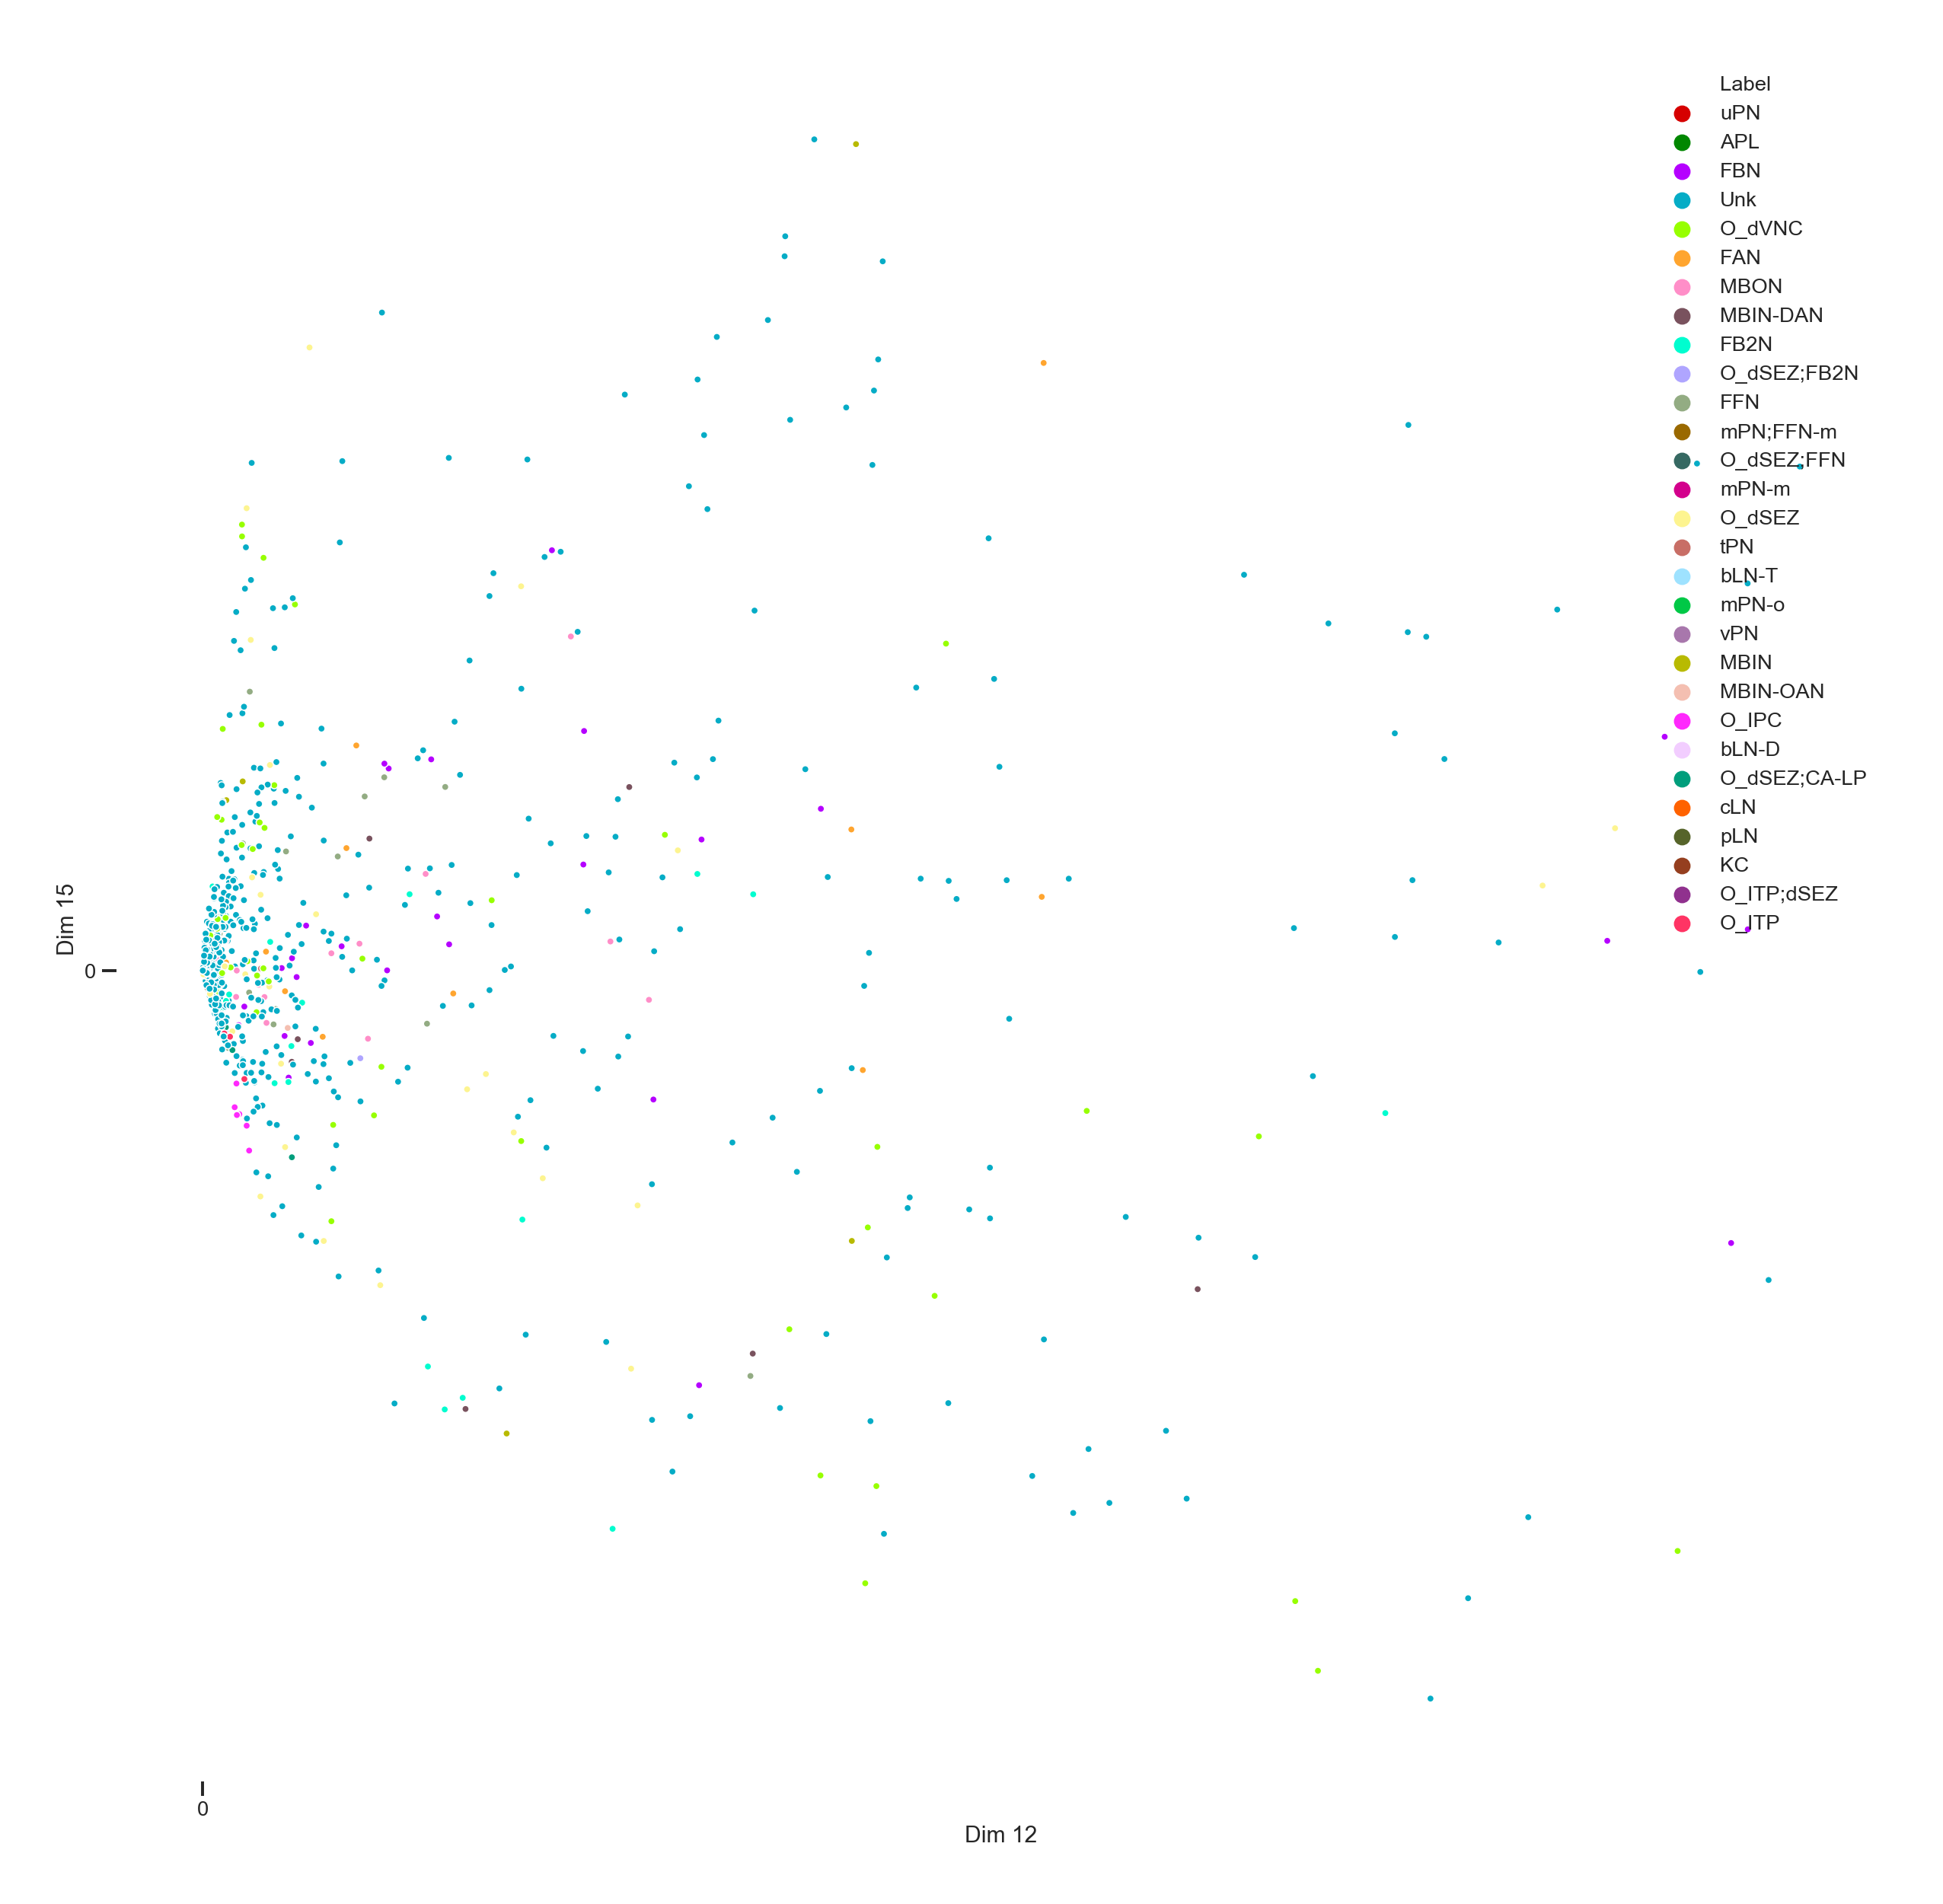 Label
uPN
APL
FBN
Unk
O_dVNC
FAN
MBON
MBIN-DAN
FB2N
O_dSEZ;FB2N
FFN
mPN;FFN-m
O_dSEZ;FFN
mPN-m
O_dSEZ
tPN
bLN-T
mPN-o
vPN
MBIN
MBIN-OAN
O_IPC
bLN-D
O_dSEZ;CA-LP
cLN
pLN
KC
O_ITP;dSEZ
O_ITP
Dim 15
0
0
Dim 12